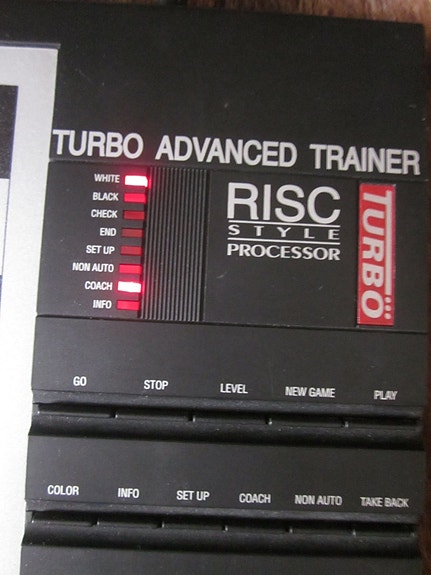 TURBO ADVANCED TRAINER
WHITE
BLACK
CHECK
END
SET UP
NON AUTO
COACH
INFO
RISC
STYLE
PROCESSOR
TURBO
GO STOP LEVEL NEW GAME PLAY
COLOR INFO SET UP COACH NON AUTO TAKE BACK